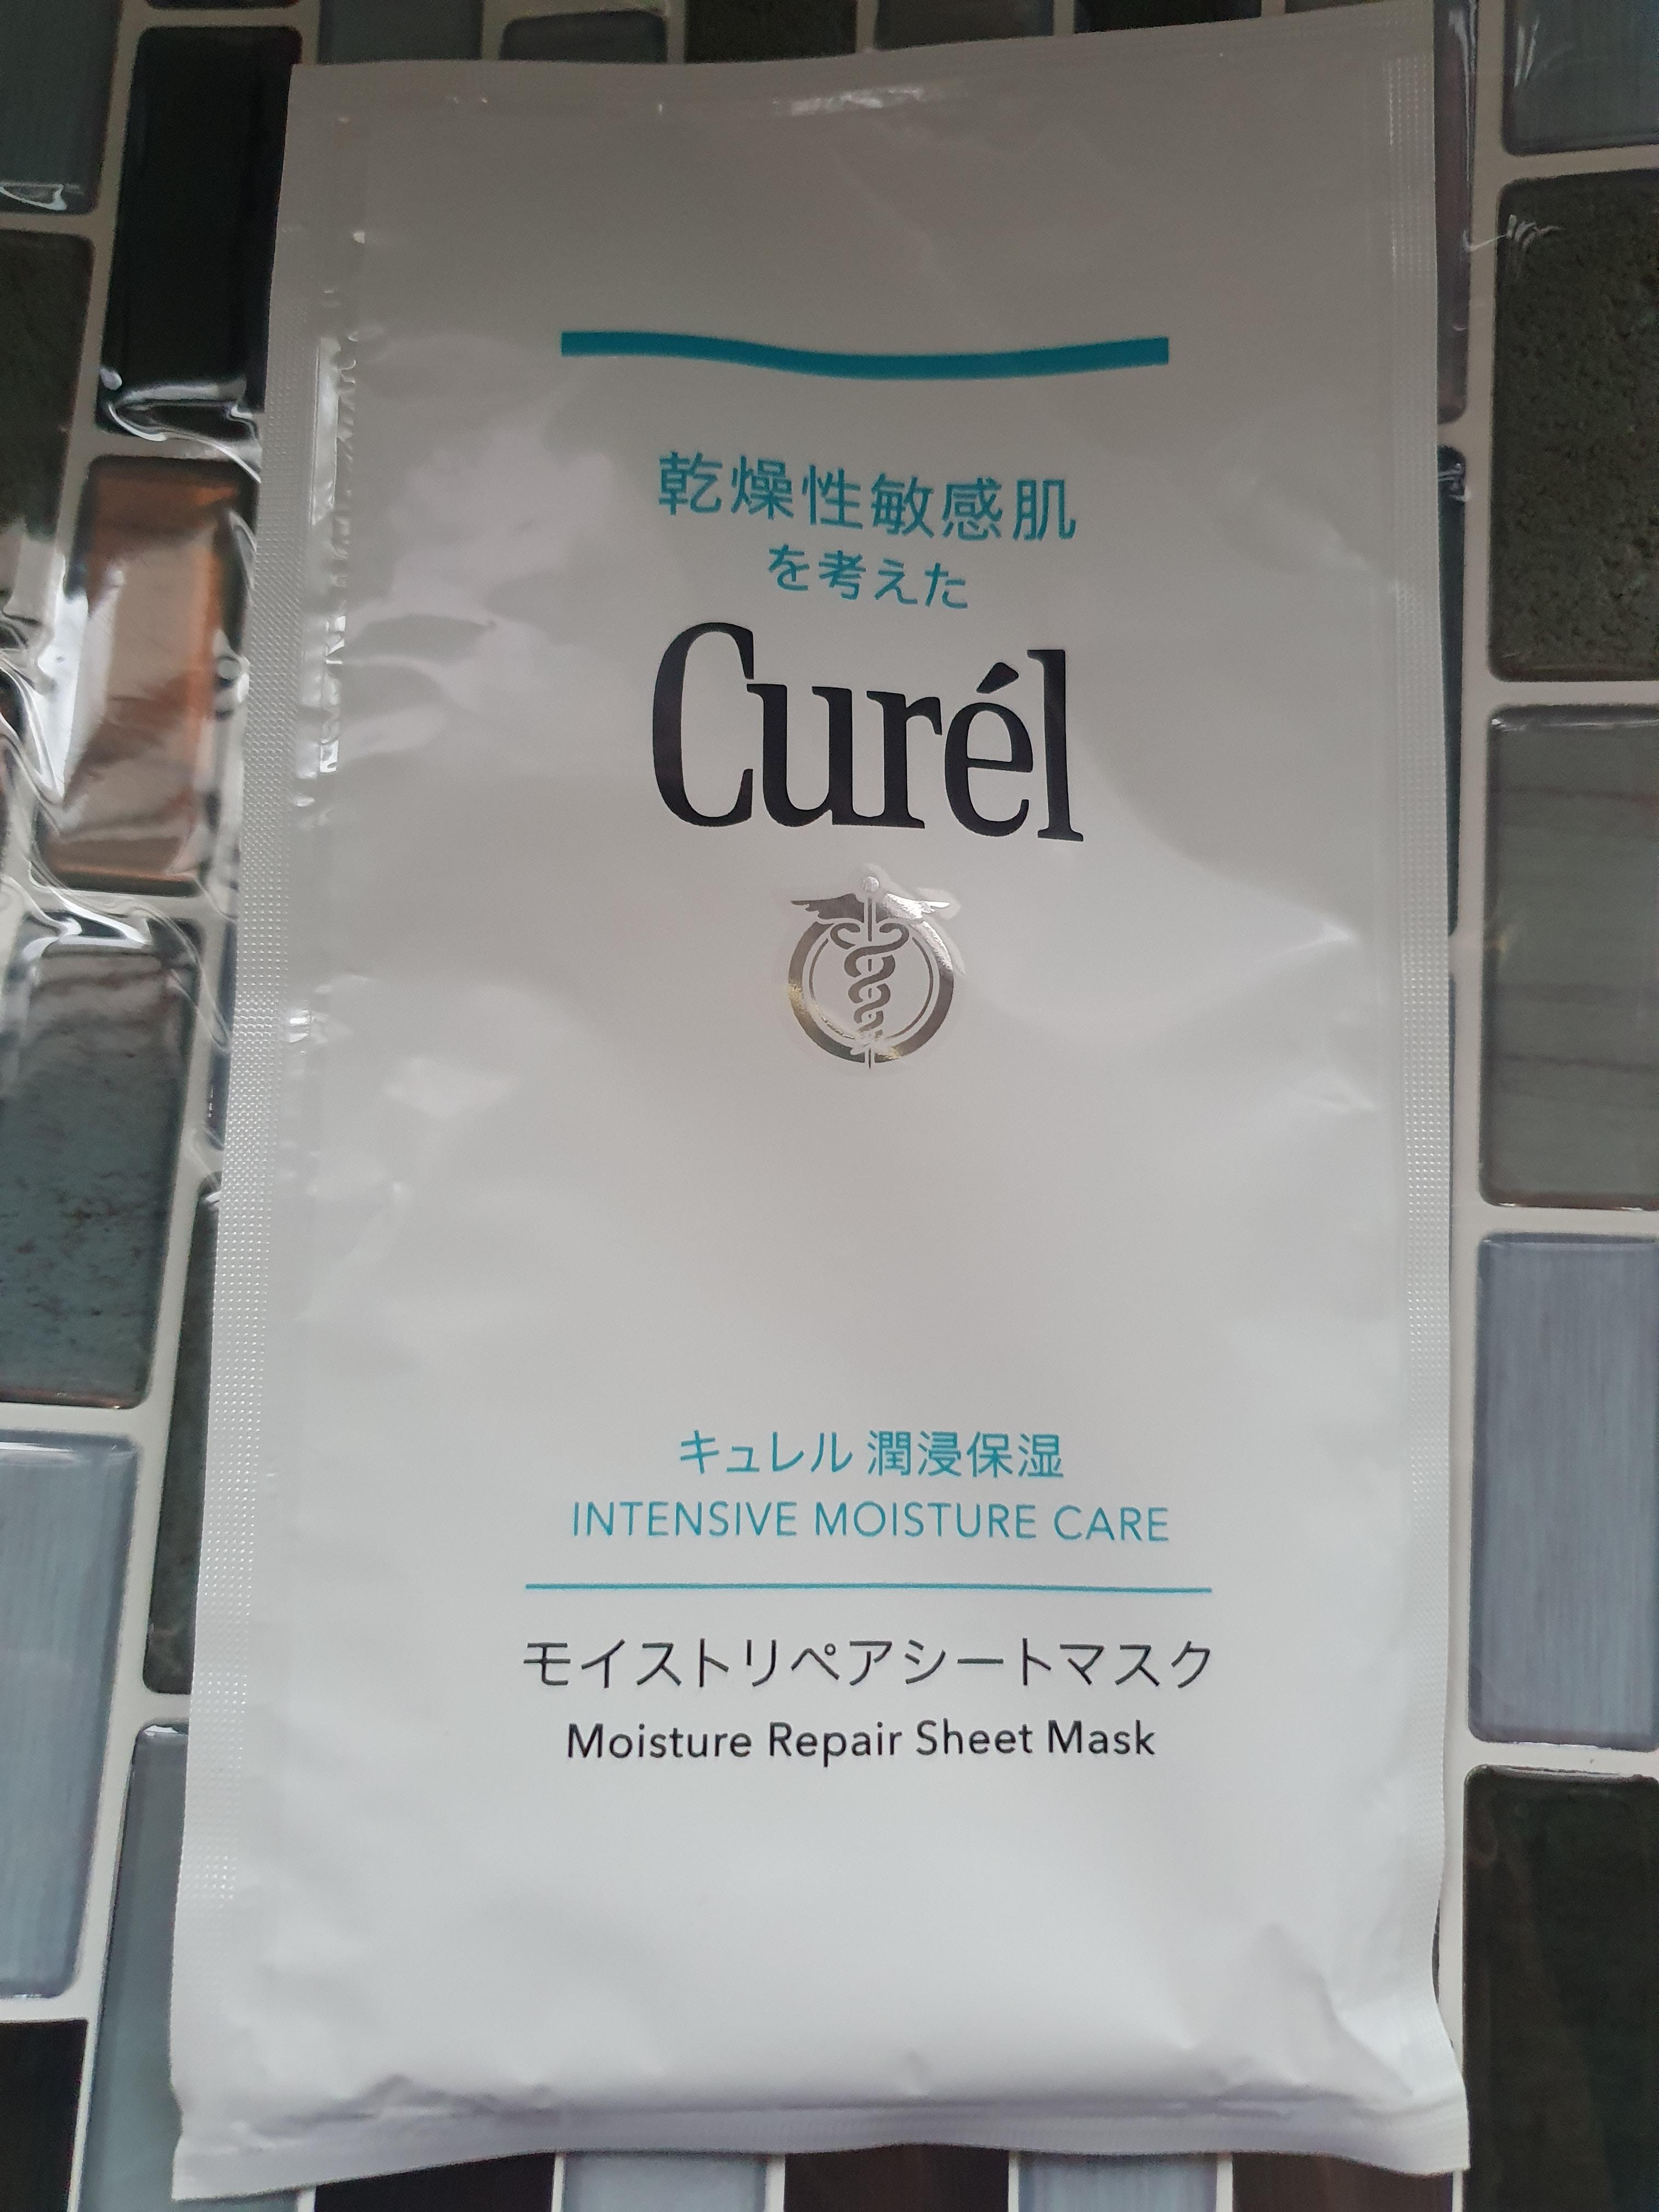 乾燥性敏感肌
を考えた
Curél
キュレル 潤浸保湿
INTENSIVE MOISTURE CARE
モイストリペアシートマスク
Moisture Repair Sheet Mask